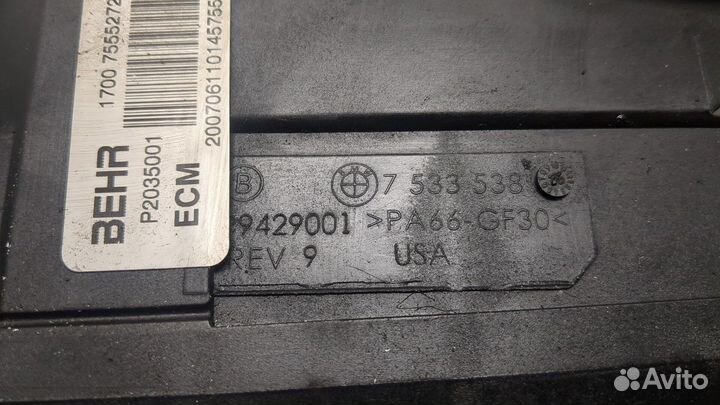 BEHR
P2035001
ECM
1700 7555272
20070611014575
B
7 533 538
9429001 >PA66-GF30<
REV 9 USA
Avito